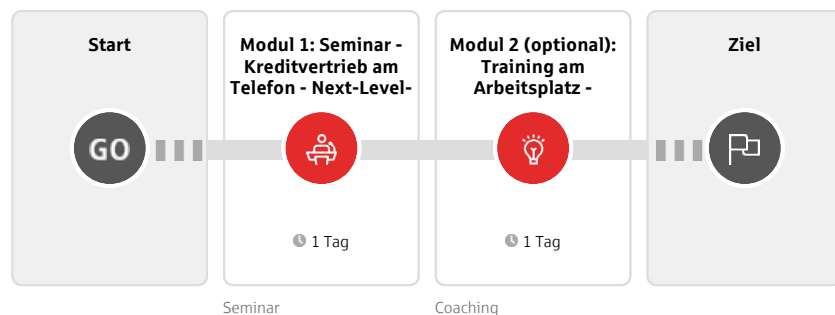 Start
Modul 1: Seminar -
Kreditvertrieb am
Telefon - Next-Level-
Modul 2 (optional):
Training am
Arbeitsplatz -
Ziel
GO
1 Tag
1 Tag
Seminar
Coaching